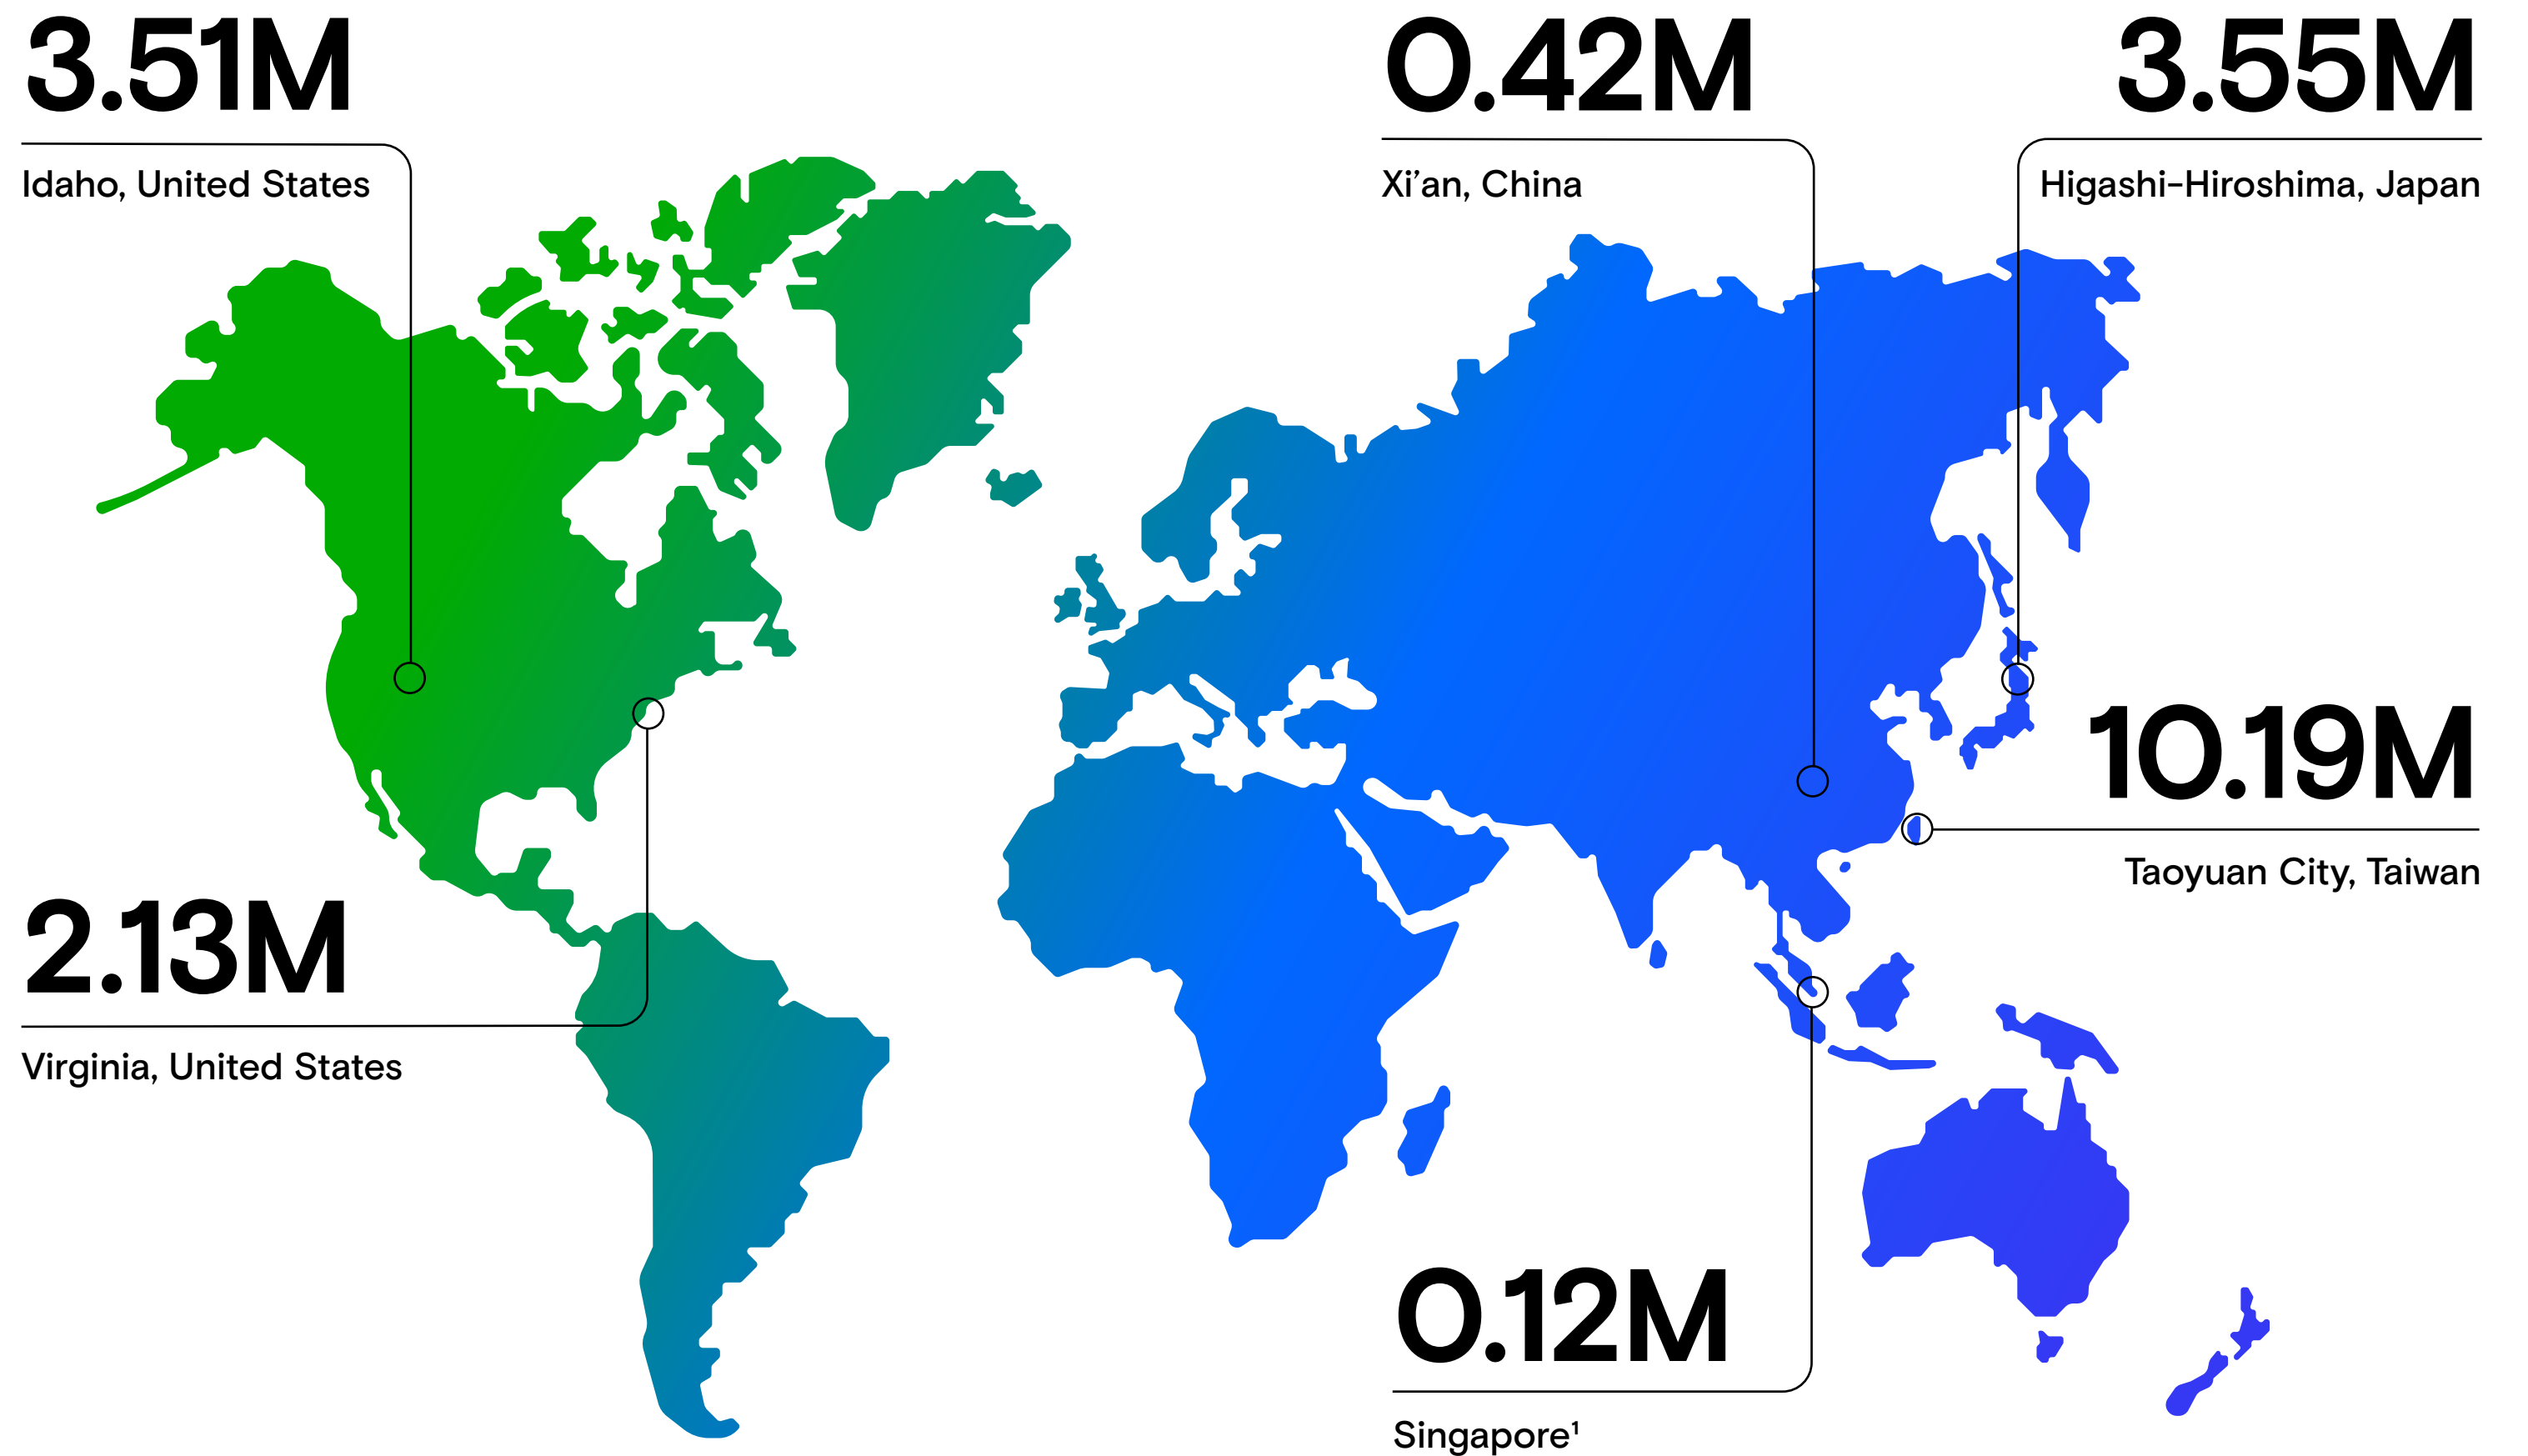 3.51M
Idaho, United States
0.42M
Xi’an, China
3.55M
Higashi-Hiroshima, Japan
10.19M
Taoyuan City, Taiwan
2.13M
Virginia, United States
0.12M
Singapore¹